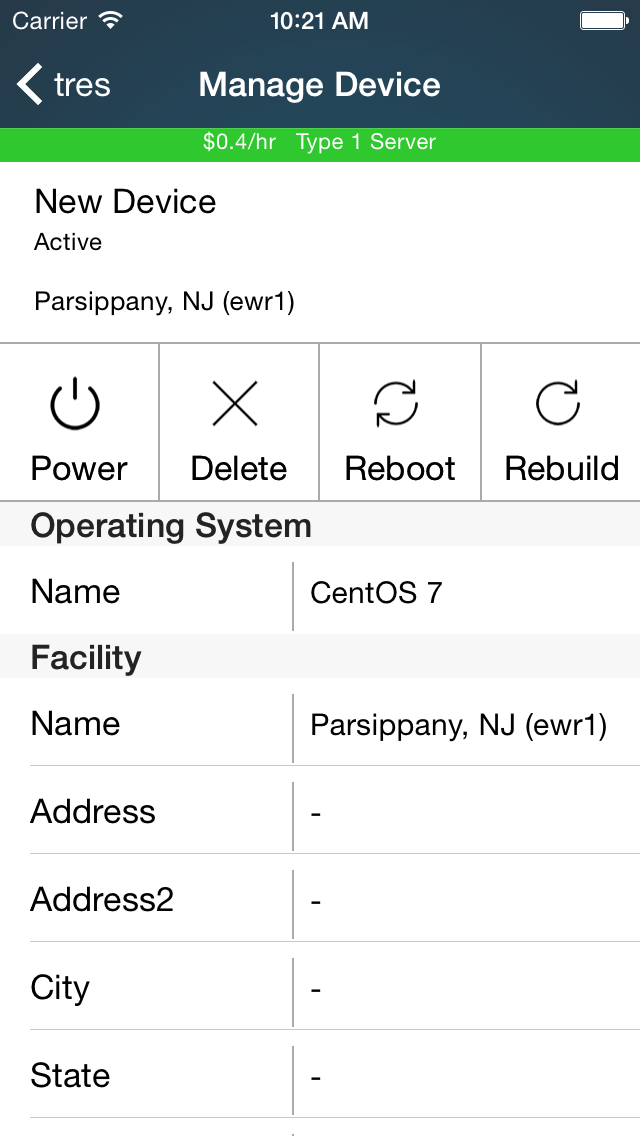 Carrier 10:21 AM
tres Manage Device
$0.4/hr Type 1 Server
New Device
Active
Parsippany, NJ (ewr1)
Power Delete Reboot Rebuild
Operating System
Name CentOS 7
Facility
Name Parsippany, NJ (ewr1)
Address -
Address2 -
City -
State -